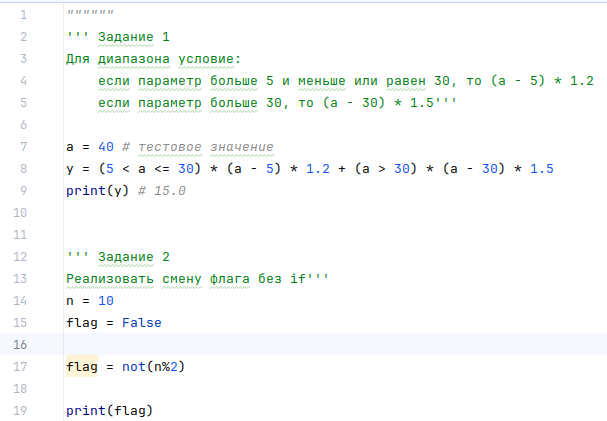 1 """"""
2 ''' Задание 1
3 Для диапазона условие:
4 если параметр больше 5 и меньше или равен 30, то (a - 5) * 1.2
5 если параметр больше 30, то (a - 30) * 1.5'''
6
7 a = 40 # тестовое значение
8 y = (5 < a <= 30) * (a - 5) * 1.2 + (a > 30) * (a - 30) * 1.5
9 print(y) # 15.0
10
11
12 ''' Задание 2
13 Реализовать смену флага без if'''
14 n = 10
15 flag = False
16
17 flag = not(n%2)
18
19 print(flag)